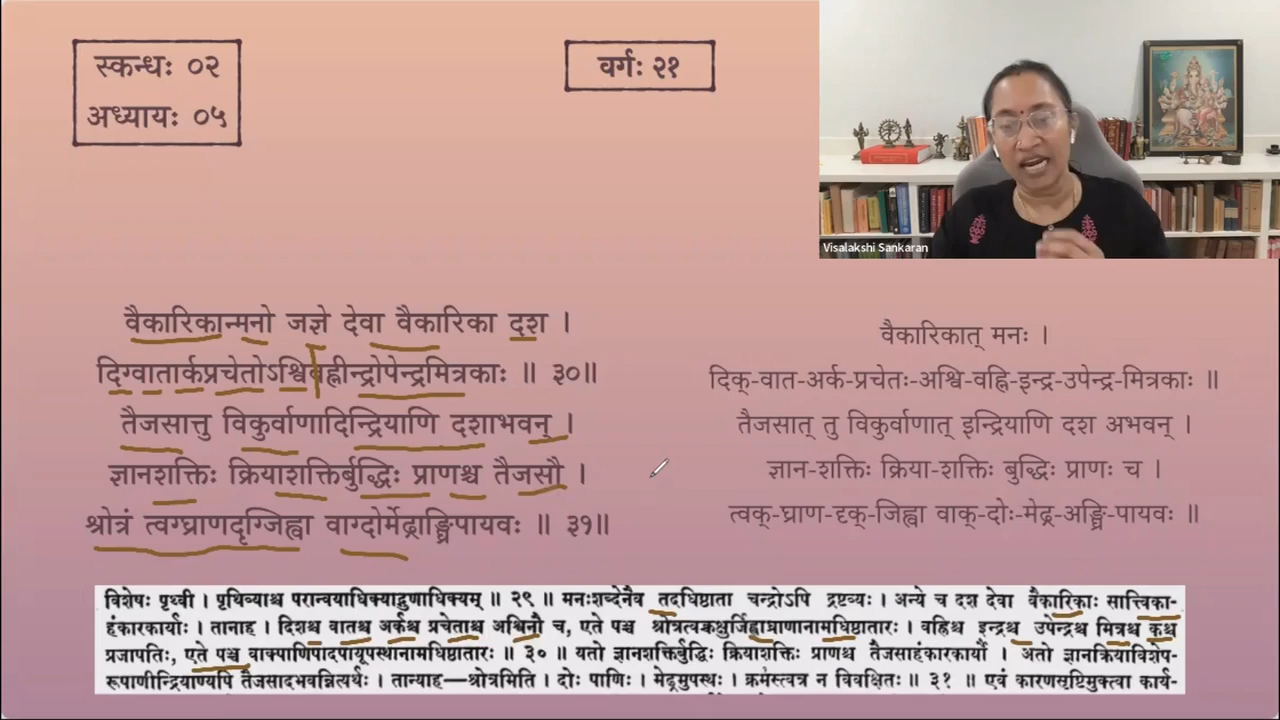 स्कन्धः ०२
अध्यायः ०५
वर्गः २१
Visalakshi Sankaran
वैकारिकान्मनो जज्ञे देवा वैकारिका दश ।
दिग्वातार्कप्रचेतोऽश्विवह्नीन्द्रोपेन्द्रमित्रकाः ॥ ३०॥
तैजसात्तु विकुर्वाणादिन्द्रियाणि दशाभवन् ।
ज्ञानशक्तिः क्रियाशक्तिर्बुद्धिः प्राणश्च तैजसौ ।
श्रोत्रं त्वग्घ्राणदृग्जिह्वा वाग्दोर्मेढ्राङ्घ्रिपायवः ॥ ३१॥
वैकारिकात् मनः ।
दिक्-वात-अर्क-प्रचेतः-अश्वि-वह्नि-इन्द्र-उपेन्द्र-मित्रकाः ॥
तैजसात् तु विकुर्वाणात् इन्द्रियाणि दश अभवन् ।
ज्ञान-शक्तिः क्रिया-शक्तिः बुद्धिः प्राणः च ।
त्वक्-घ्राण-दृक्-जिह्वा वाक्-दोः-मेढ्र-अङ्घ्रि-पायवः ॥
विशेषः पृथ्वी । पृथिव्याश्च परान्वयाधिक्याद्गुणाधिक्यम् ॥ २९ ॥ मनःशब्देनैव तदधिष्ठाता चन्द्रोऽपि द्रष्टव्यः । अन्ये च दश देवा वैकारिकाः सात्त्विका-
हंकारकार्याः । तानाह । दिशश्च वातश्च अर्कश्च प्रचेताश्च अश्विनौ च, एते पञ्च श्रोत्रत्वक्चक्षुर्जिह्वाघ्राणानामधिष्ठातारः । वह्निश्च इन्द्रश्च उपेन्द्रश्च मित्रश्च कश्च
प्रजापतिः, एते पञ्च वाक्पाणिपादपायूपस्थानामधिष्ठातारः ॥ ३० ॥ यतो ज्ञानशक्तिर्बुद्धिः क्रियाशक्तिः प्राणश्च तैजसाहंकारकार्यौ । अतो ज्ञानक्रियाविशेष-
रूपाणीन्द्रियाण्यपि तैजसादभवन्नित्यर्थः । तान्याह—श्रोत्रमिति । दोः पाणिः । मेढ्रमुपस्थः । क्रमंस्त्वत्र न विवक्षितः ॥ ३१ ॥ एवं कारणसृष्टिमुक्त्वा कार्य-